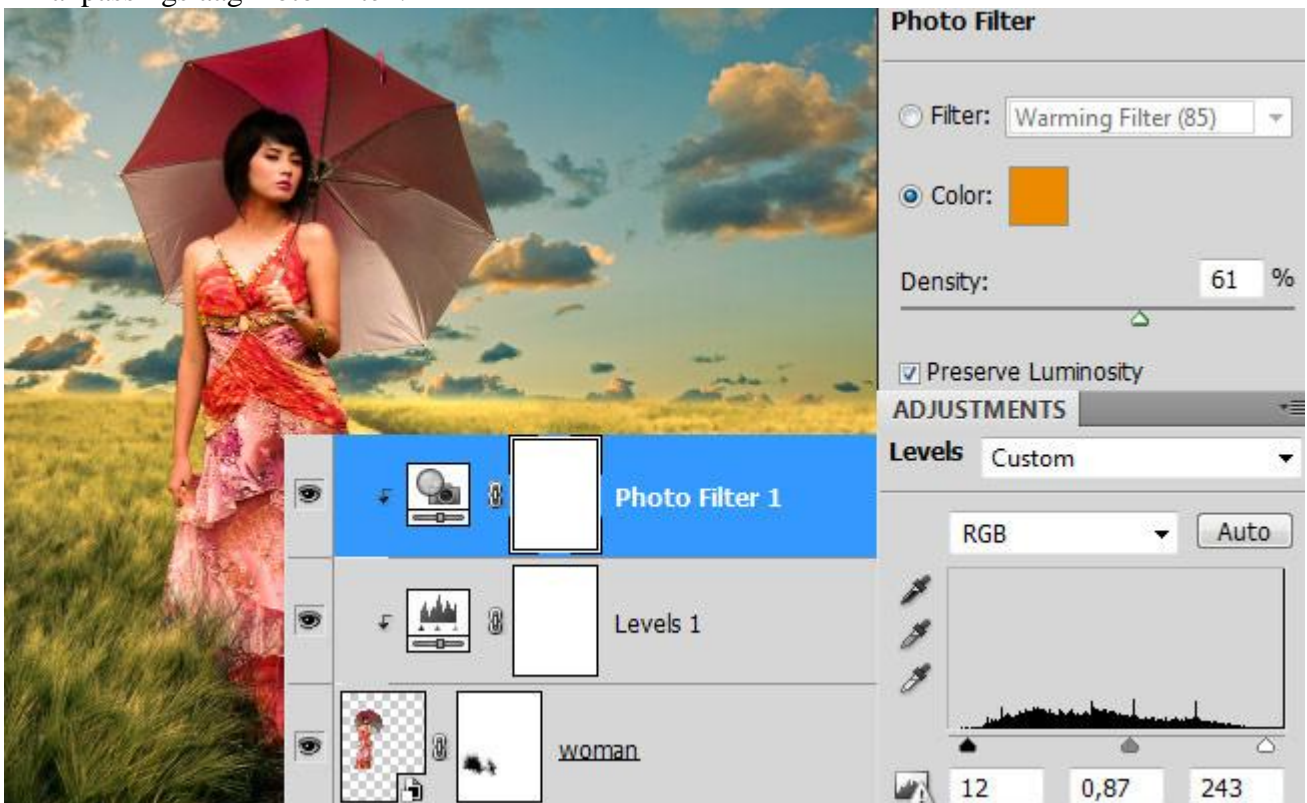 Photo Filter
Filter: Warming Filter (85)
Color:
Density: 61 %
Preserve Luminosity
ADJUSTMENTS
Levels Custom
RGB Auto
Photo Filter 1
Levels 1
woman
12 0,87 243